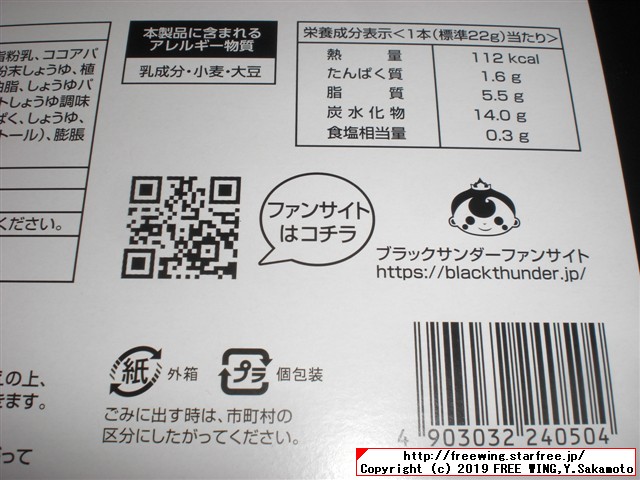 脂粉乳、ココアパ
粉末しょうゆ、植
油脂、しょうゆパ
トしょうゆ調味
ぱく、しょうゆ、
トール)、膨脹
ください。
本製品に含まれる
アレルギー物質
乳成分・小麦・大豆
栄養成分表示<1本(標準22g)当たり>
熱量 112 kcal
たんぱく質 1.6 g
脂質 5.5 g
炭水化物 14.0 g
食塩相当量 0.3 g
ファンサイト
はコチラ
ブラックサンダーファンサイト
https://blackthunder.jp/
えの上、
きます。
がって
紙 外箱 プラ 個包装
ごみに出す時は、市町村の
区分にしたがってください。
4 903032 240504
http://freewing.starfree.jp/
Copyright (c) 2019 FREE WING,Y.Sakamoto